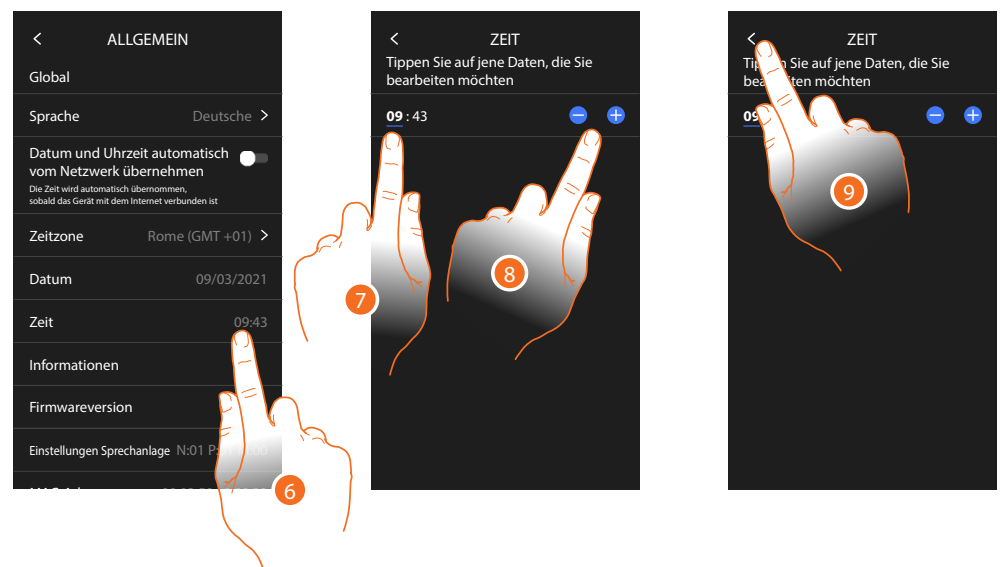 ALLGEMEIN
Global
Sprache Deutsche
Datum und Uhrzeit automatisch
vom Netzwerk übernehmen
Die Zeit wird automatisch übernommen,
sobald das Gerät mit dem Internet verbunden ist
Zeitzone Rome (GMT +01)
Datum 09/03/2021
Zeit 09:43
Informationen
Firmwareversion
Einstellungen Sprechanlage N:01
6
ZEIT
Tippen Sie auf jene Daten, die Sie
bearbeiten möchten
09 : 43
7
8
ZEIT
Sie auf jene Daten, die Sie
möchten
9